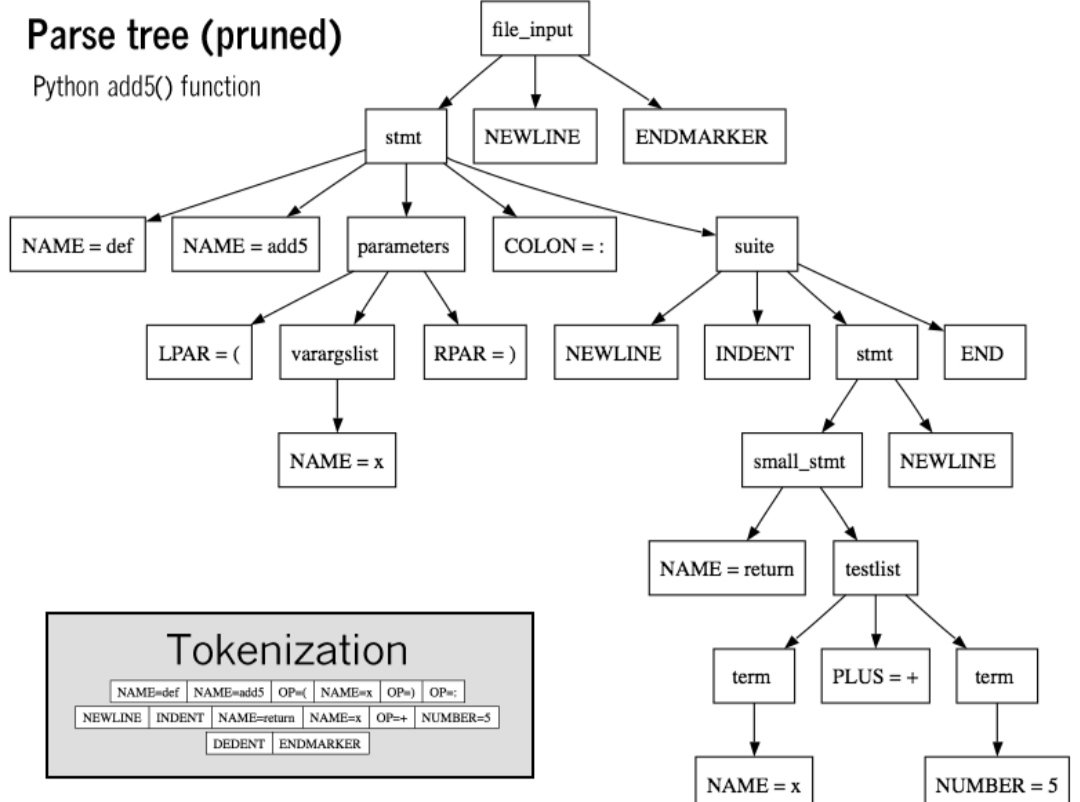 Parse tree (pruned)
Python add5() function
file_input
stmt
NEWLINE
ENDMARKER
NAME = def
NAME = add5
parameters
COLON = :
suite
LPAR = (
varargslist
RPAR = )
NEWLINE
INDENT
stmt
END
NAME = x
small_stmt
NEWLINE
NAME = return
testlist
term
PLUS = +
term
NAME = x
NUMBER = 5
Tokenization
NAME=def NAME=add5 OP=( NAME=x OP=) OP=:
NEWLINE INDENT NAME=return NAME=x OP=+ NUMBER=5
DEDENT ENDMARKER